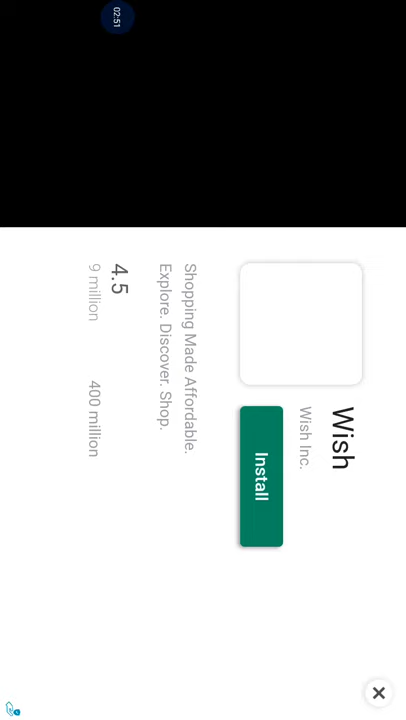 02:51
Wish
Wish Inc.
Install
Shopping Made Affordable.
Explore. Discover. Shop.
4.5
9 million
400 million